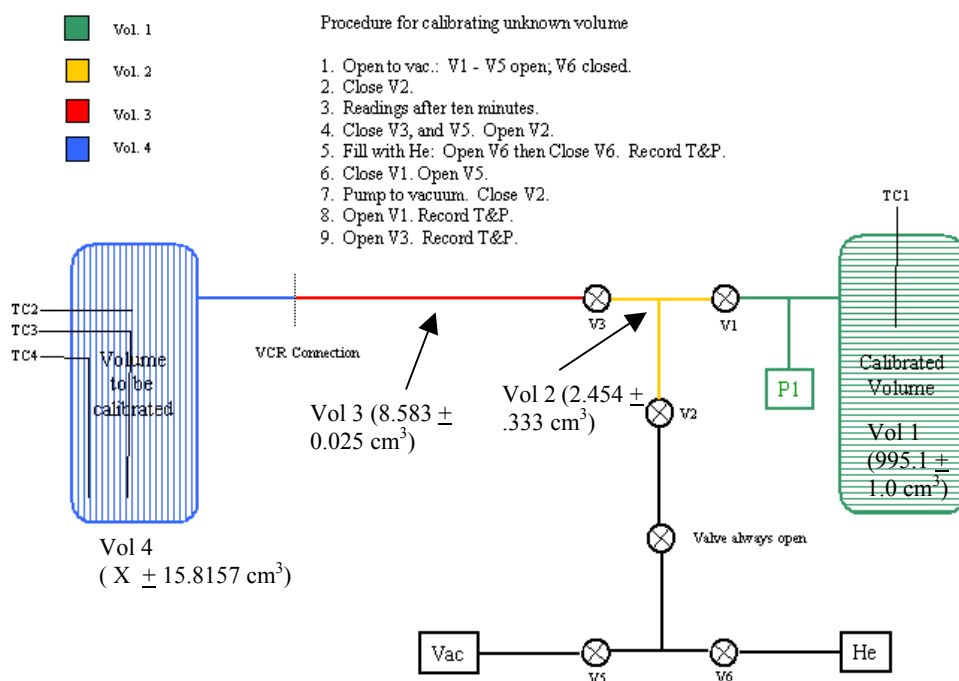 Vol. 1
Vol. 2
Vol. 3
Vol. 4
Procedure for calibrating unknown volume
1. Open to vac.: V1 - V5 open; V6 closed.
2. Close V2.
3. Readings after ten minutes.
4. Close V3, and V5. Open V2.
5. Fill with He: Open V6 then Close V6. Record T&P.
6. Close V1. Open V5.
7. Pump to vacuum. Close V2.
8. Open V1. Record T&P.
9. Open V3. Record T&P.
TC1
TC2
TC3
TC4
Volume
to be
calibrated
VCR Connection
V3
V1
Vol 3 (8.583 ±
0.025 cm³)
Vol 2 (2.454 ±
.333 cm³)
V2
P1
Calibrated
Volume
Vol 1
(995.1 ±
1.0 cm³)
Vol 4
( X ± 15.8157 cm³)
Valve always open
Vac
V5
V6
He